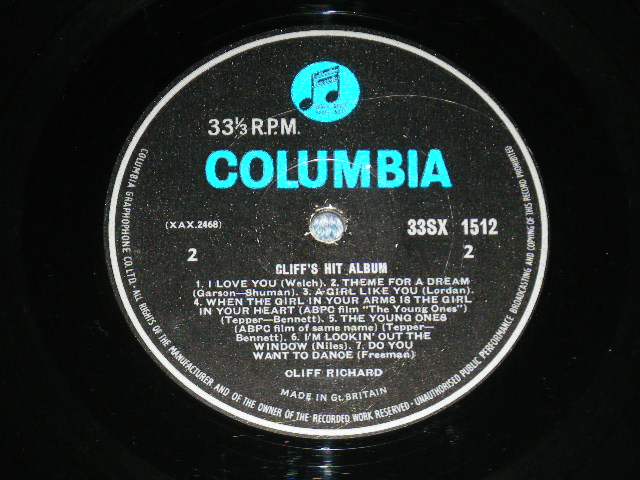 33⅓ R.P.M.
COLUMBIA
(XAX.2468)
33SX 1512
2
2
CLIFF'S HIT ALBUM
1. I LOVE YOU (Welch). 2. THEME FOR A DREAM
(Garson—Shuman). 3. A GIRL LIKE YOU (Lordan).
4. WHEN THE GIRL IN YOUR ARMS IS THE GIRL
IN YOUR HEART (ABPC film "The Young Ones")
(Tepper—Bennett). 5. THE YOUNG ONES
(ABPC film of same name) (Tepper—
Bennett). 6. I'M LOOKIN' OUT THE
WINDOW (Niles). 7. DO YOU
WANT TO DANCE (Freeman)
CLIFF RICHARD
MADE IN Gt. BRITAIN
COLUMBIA GRAPHOPHONE CO. LTD. ALL RIGHTS OF THE MANUFACTURER AND OF THE OWNER OF THE RECORDED WORK RESERVED · UNAUTHORISED PUBLIC PERFORMANCE BROADCASTING AND COPYING OF THIS RECORD PROHIBITED